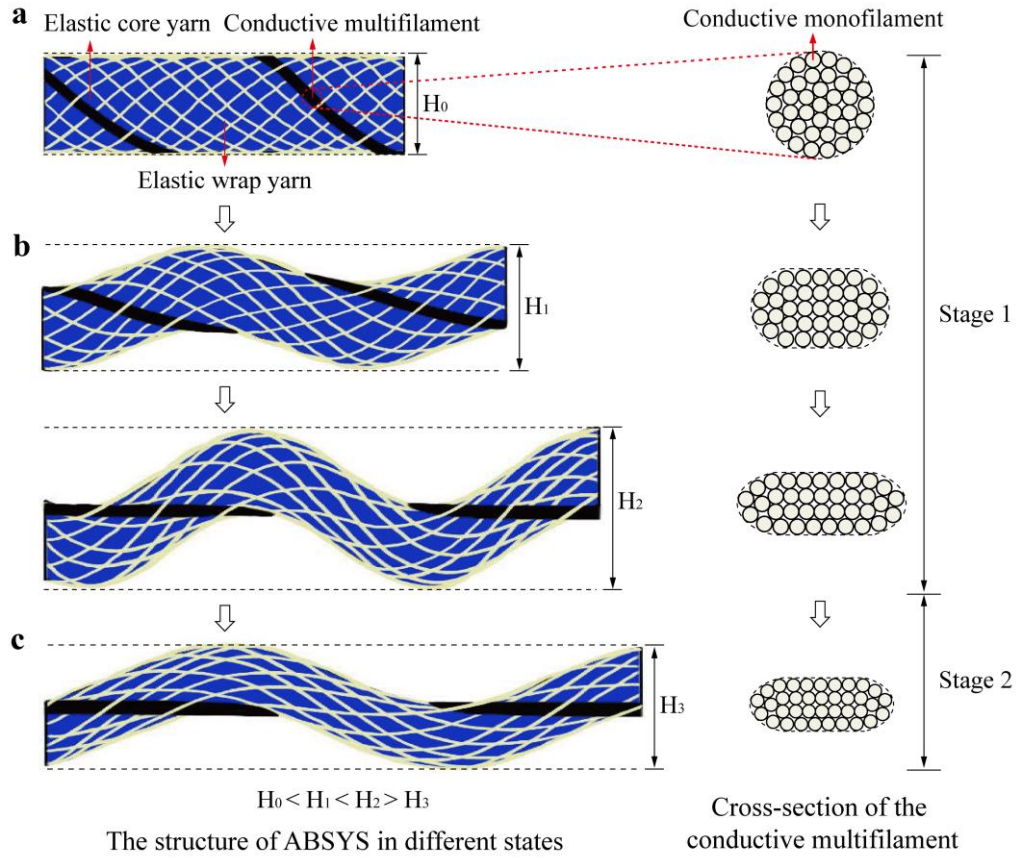 a
Elastic core yarn
Conductive multifilament
Conductive monofilament
H0
Elastic wrap yarn
b
H1
Stage 1
H2
c
H3
Stage 2
H0 < H1 < H2 > H3
The structure of ABSYS in different states
Cross-section of the
conductive multifilament